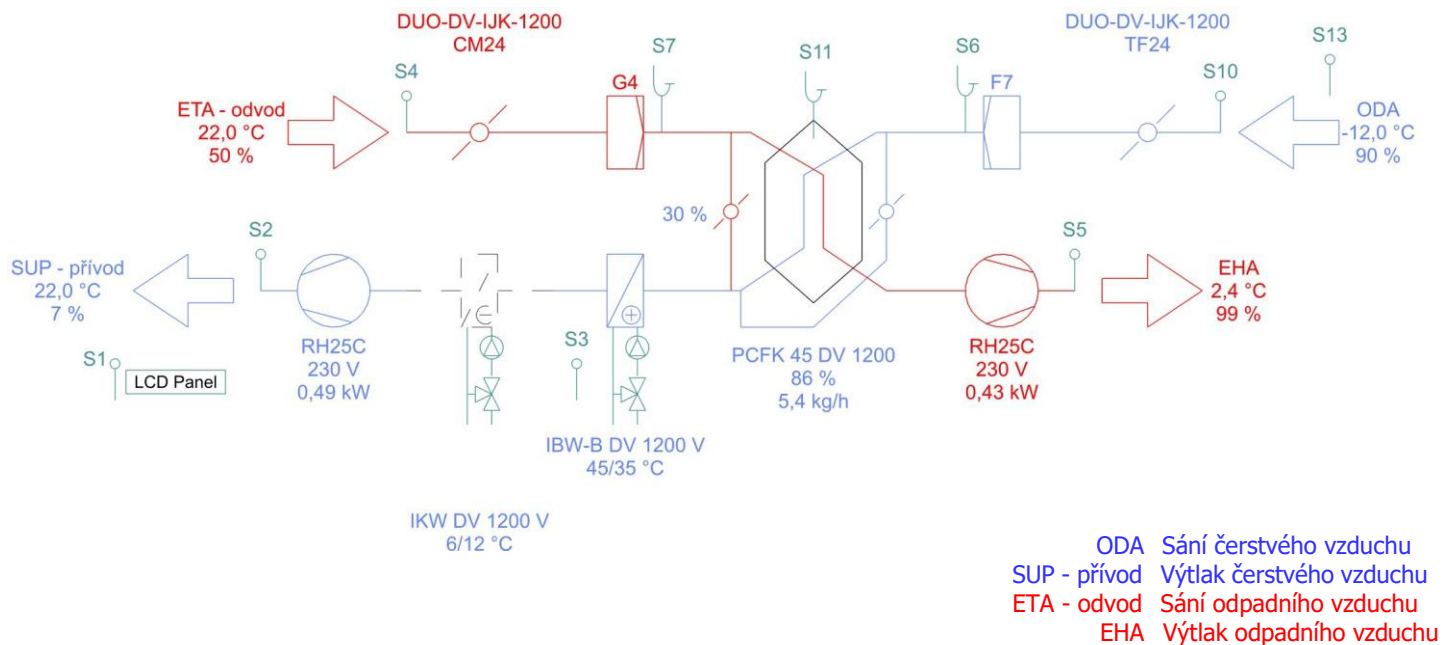 DUO-DV-IJK-1200
CM24
S7
S11
S6
DUO-DV-IJK-1200
TF24
S13
S4
G4
F7
S10
ETA - odvod
22,0 °C
50 %
ODA
-12,0 °C
90 %
30 %
S2
S5
SUP - přívod
22,0 °C
7 %
EHA
2,4 °C
99 %
S1
LCD Panel
RH25C
230 V
0,49 kW
S3
PCFK 45 DV 1200
86 %
5,4 kg/h
RH25C
230 V
0,43 kW
IBW-B DV 1200 V
45/35 °C
IKW DV 1200 V
6/12 °C
ODA Sání čerstvého vzduchu
SUP - přívod Výtlak čerstvého vzduchu
ETA - odvod Sání odpadního vzduchu
EHA Výtlak odpadního vzduchu